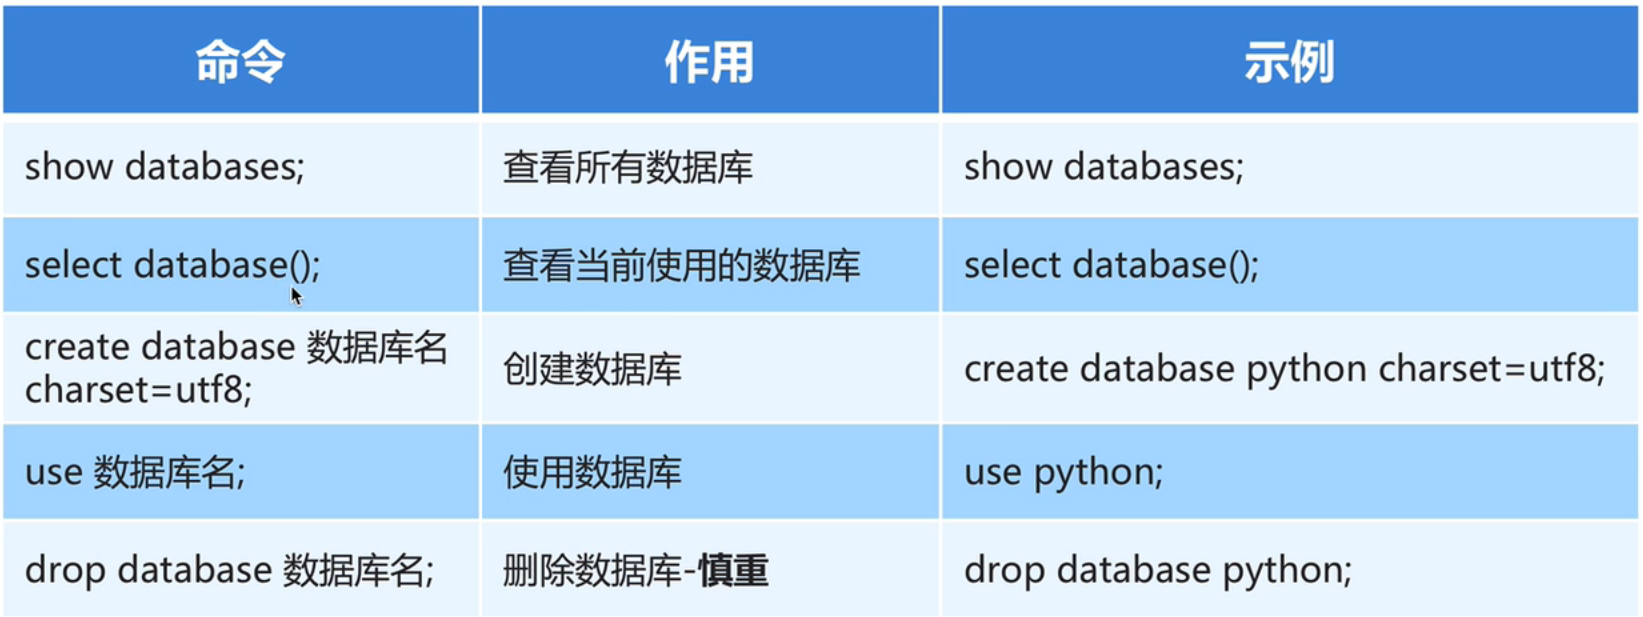 命令 作用 示例
show databases; 查看所有数据库 show databases;
select database(); 查看当前使用的数据库 select database();
create database 数据库名
charset=utf8; 创建数据库 create database python charset=utf8;
use 数据库名; 使用数据库 use python;
drop database 数据库名; 删除数据库-慎重 drop database python;